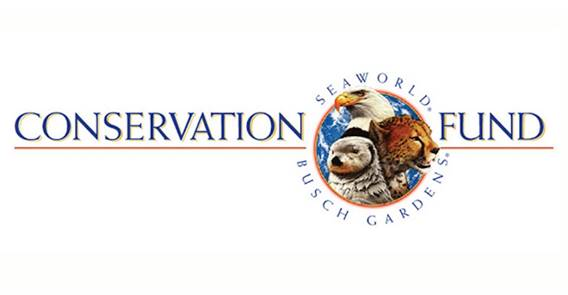 SEAWORLD®
CONSERVATION FUND
BUSCH GARDENS®